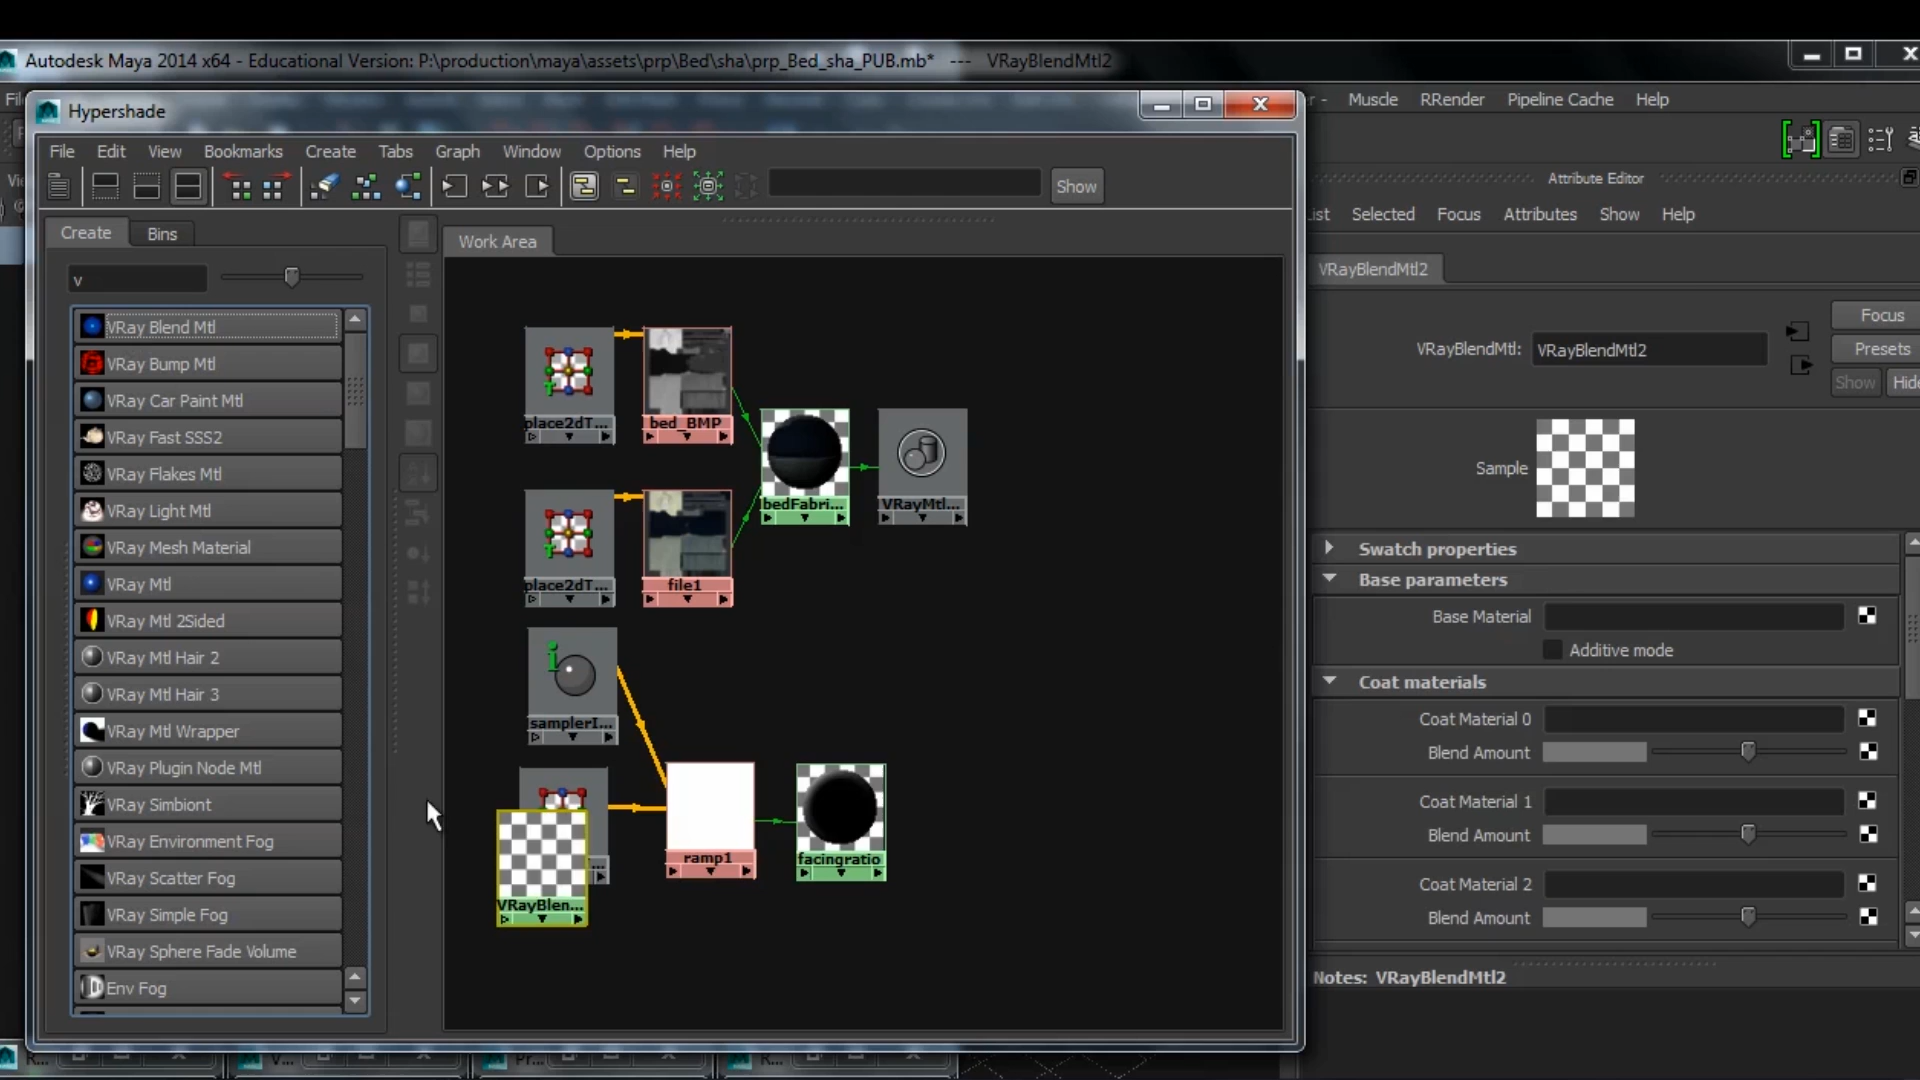 Autodesk Maya 2014 x64 - Educational Version: P:\production\maya\assets\prp\Bed\sha\prp_Bed_sha_PUB.mb*   ---   VRayBlendMtl2
Hypershade
Muscle RRender Pipeline Cache Help
File Edit View Bookmarks Create Tabs Graph Window Options Help
Show
Attribute Editor
Selected Focus Attributes Show Help
Create Bins
Work Area
v
VRayBlendMtl2
VRayBlendMtl: VRayBlendMtl2
Focus
Presets
Show Hide
Sample
VRay Blend Mtl
VRay Bump Mtl
VRay Car Paint Mtl
VRay Fast SSS2
VRay Flakes Mtl
VRay Light Mtl
VRay Mesh Material
VRay Mtl
VRay Mtl 2Sided
VRay Mtl Hair 2
VRay Mtl Hair 3
VRay Mtl Wrapper
VRay Plugin Node Mtl
VRay Simbiont
VRay Environment Fog
VRay Scatter Fog
VRay Simple Fog
VRay Sphere Fade Volume
Env Fog
place2dT... bed_BMP
bedFabri... VRayMtl...
place2dT... file1
samplerI...
ramp1 facingratio
VRayBlen...
Swatch properties
Base parameters
Base Material
Additive mode
Coat materials
Coat Material 0
Blend Amount
Coat Material 1
Blend Amount
Coat Material 2
Blend Amount
Notes: VRayBlendMtl2
R... V... Pr... R...